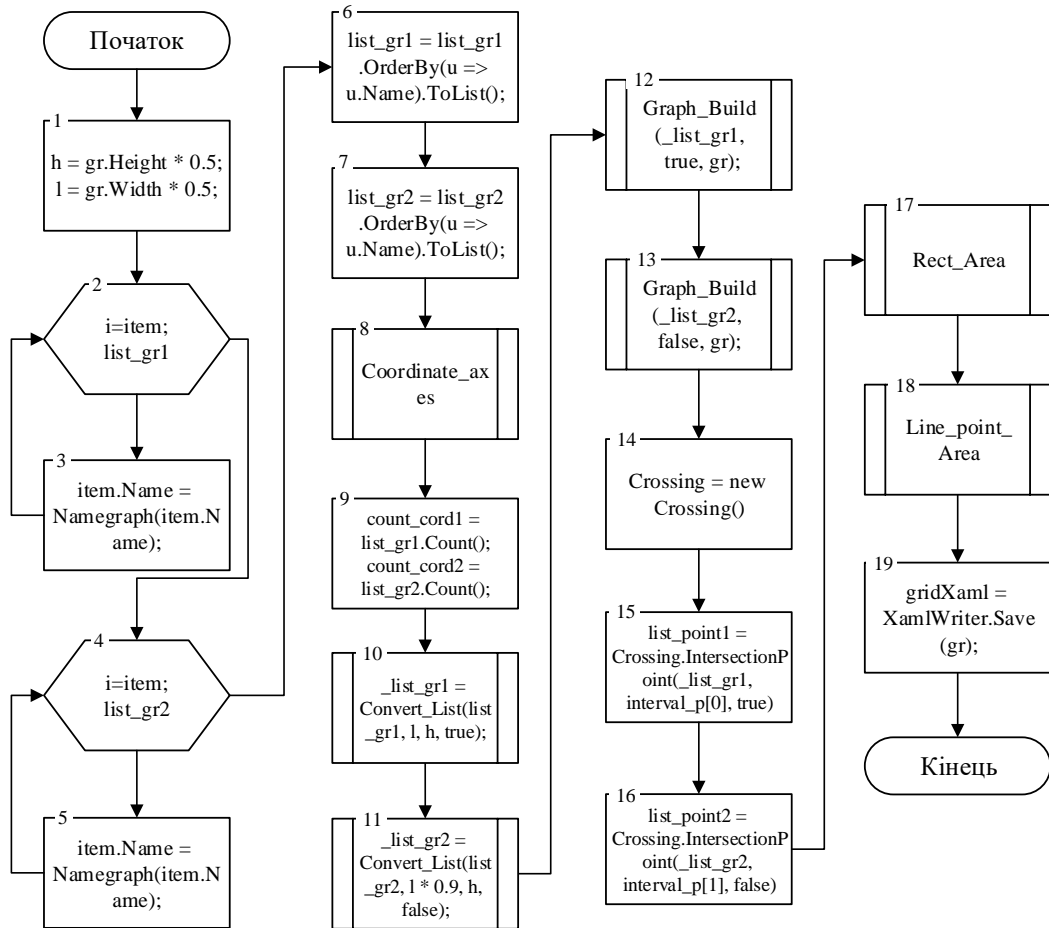 Початок
1
h = gr.Height * 0.5;
l = gr.Width * 0.5;
2
i=item;
list_gr1
3
item.Name =
Namegraph(item.N
ame);
4
i=item;
list_gr2
5
item.Name =
Namegraph(item.N
ame);
6
list_gr1 = list_gr1
.OrderBy(u =>
u.Name).ToList();
7
list_gr2 = list_gr2
.OrderBy(u =>
u.Name).ToList();
8
Coordinate_ax
es
9
count_cord1 =
list_gr1.Count();
count_cord2 =
list_gr2.Count();
10
_list_gr1 =
Convert_List(list
_gr1, l, h, true);
11
_list_gr2 =
Convert_List(list
_gr2, l * 0.9, h,
false);
12
Graph_Build
(_list_gr1,
true, gr);
13
Graph_Build
(_list_gr2,
false, gr);
14
Crossing = new
Crossing()
15
list_point1 =
Crossing.IntersectionP
oint(_list_gr1,
interval_p[0], true)
16
list_point2 =
Crossing.IntersectionP
oint(_list_gr2,
interval_p[1], false)
17
Rect_Area
18
Line_point_
Area
19
gridXaml =
XamlWriter.Save
(gr);
Кінець